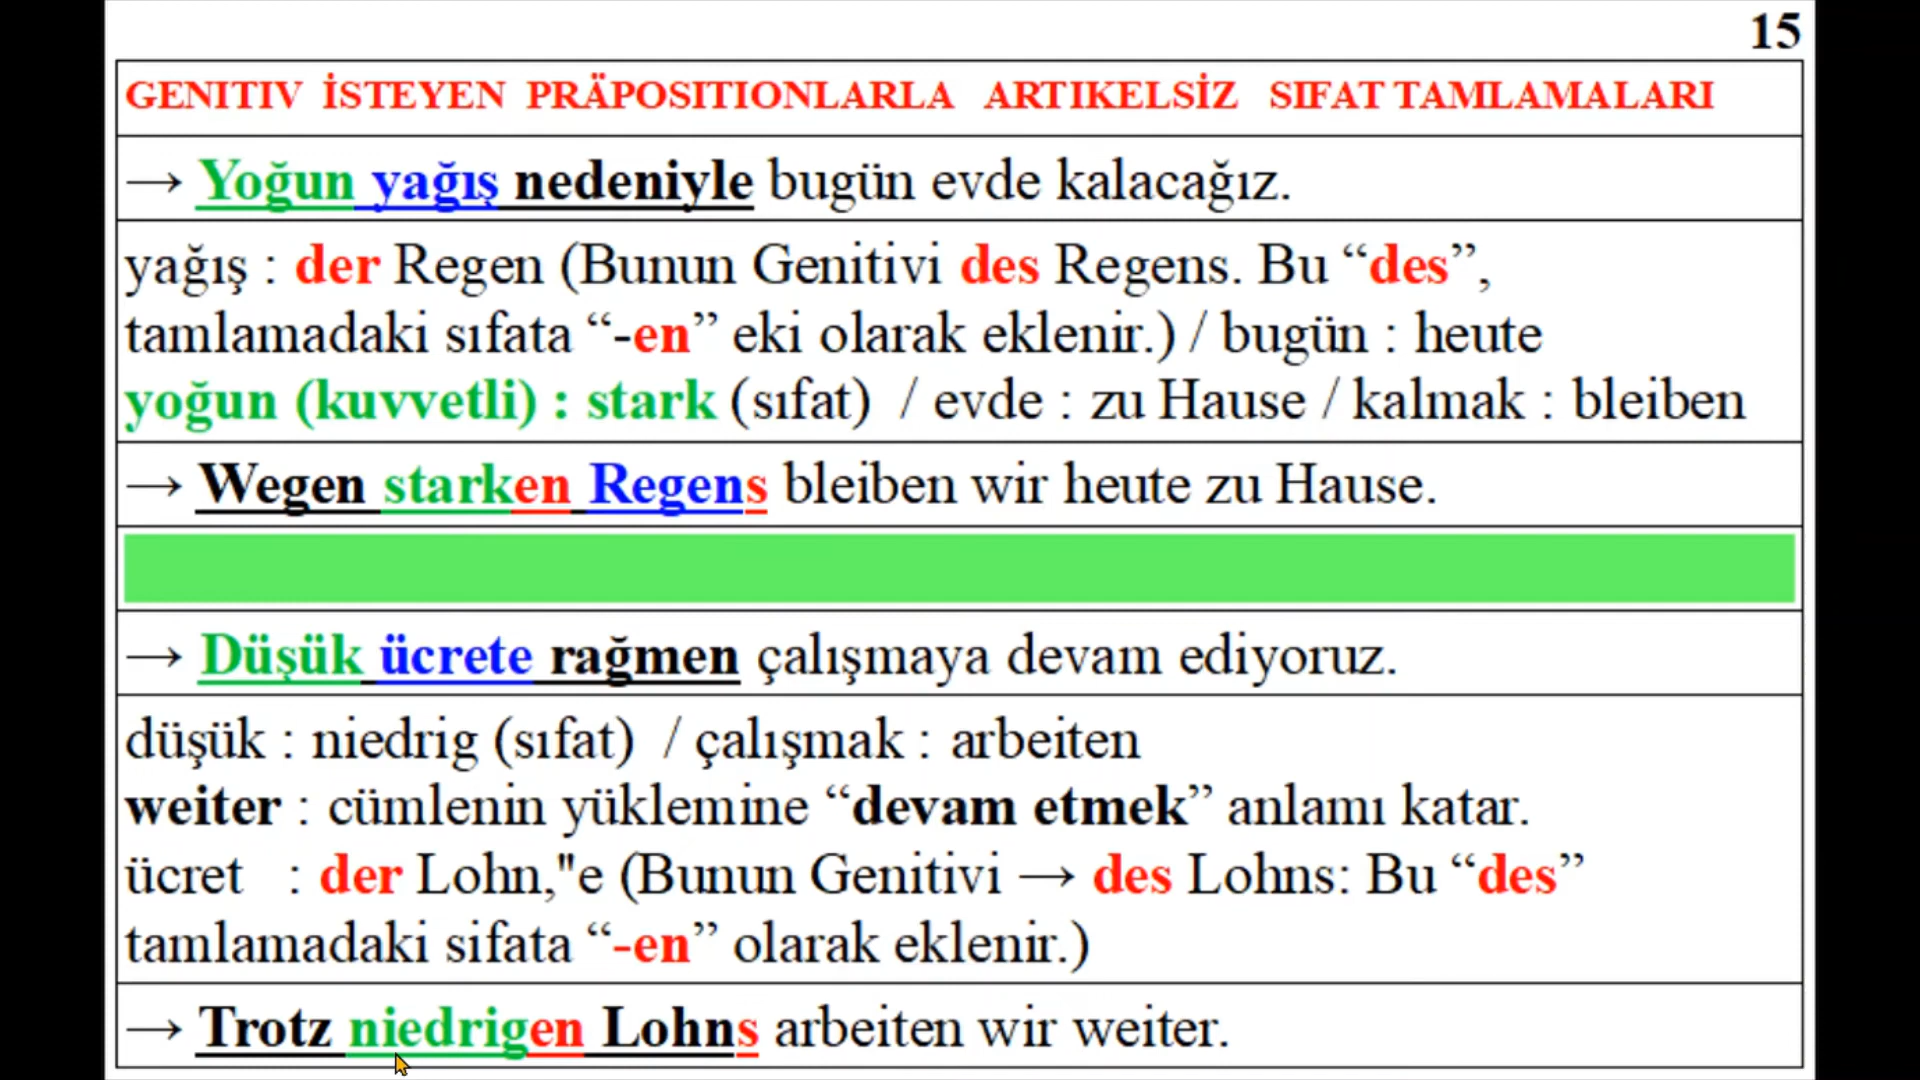 15
GENITIV İSTEYEN PRÄPOSITIONLARLA ARTIKELSİZ SIFAT TAMLAMALARI
→ Yoğun yağış nedeniyle bugün evde kalacağız.
yağış : der Regen (Bunun Genitivi des Regens. Bu “des”,
tamlamadaki sıfata “-en” eki olarak eklenir.) / bugün : heute
yoğun (kuvvetli) : stark (sıfat) / evde : zu Hause / kalmak : bleiben
→ Wegen starken Regens bleiben wir heute zu Hause.
→ Düşük ücrete rağmen çalışmaya devam ediyoruz.
düşük : niedrig (sıfat) / çalışmak : arbeiten
weiter : cümlenin yüklemine “devam etmek” anlamı katar.
ücret : der Lohn,"e (Bunun Genitivi → des Lohns: Bu “des”
tamlamadaki sifata “-en” olarak eklenir.)
→ Trotz niedrigen Lohns arbeiten wir weiter.